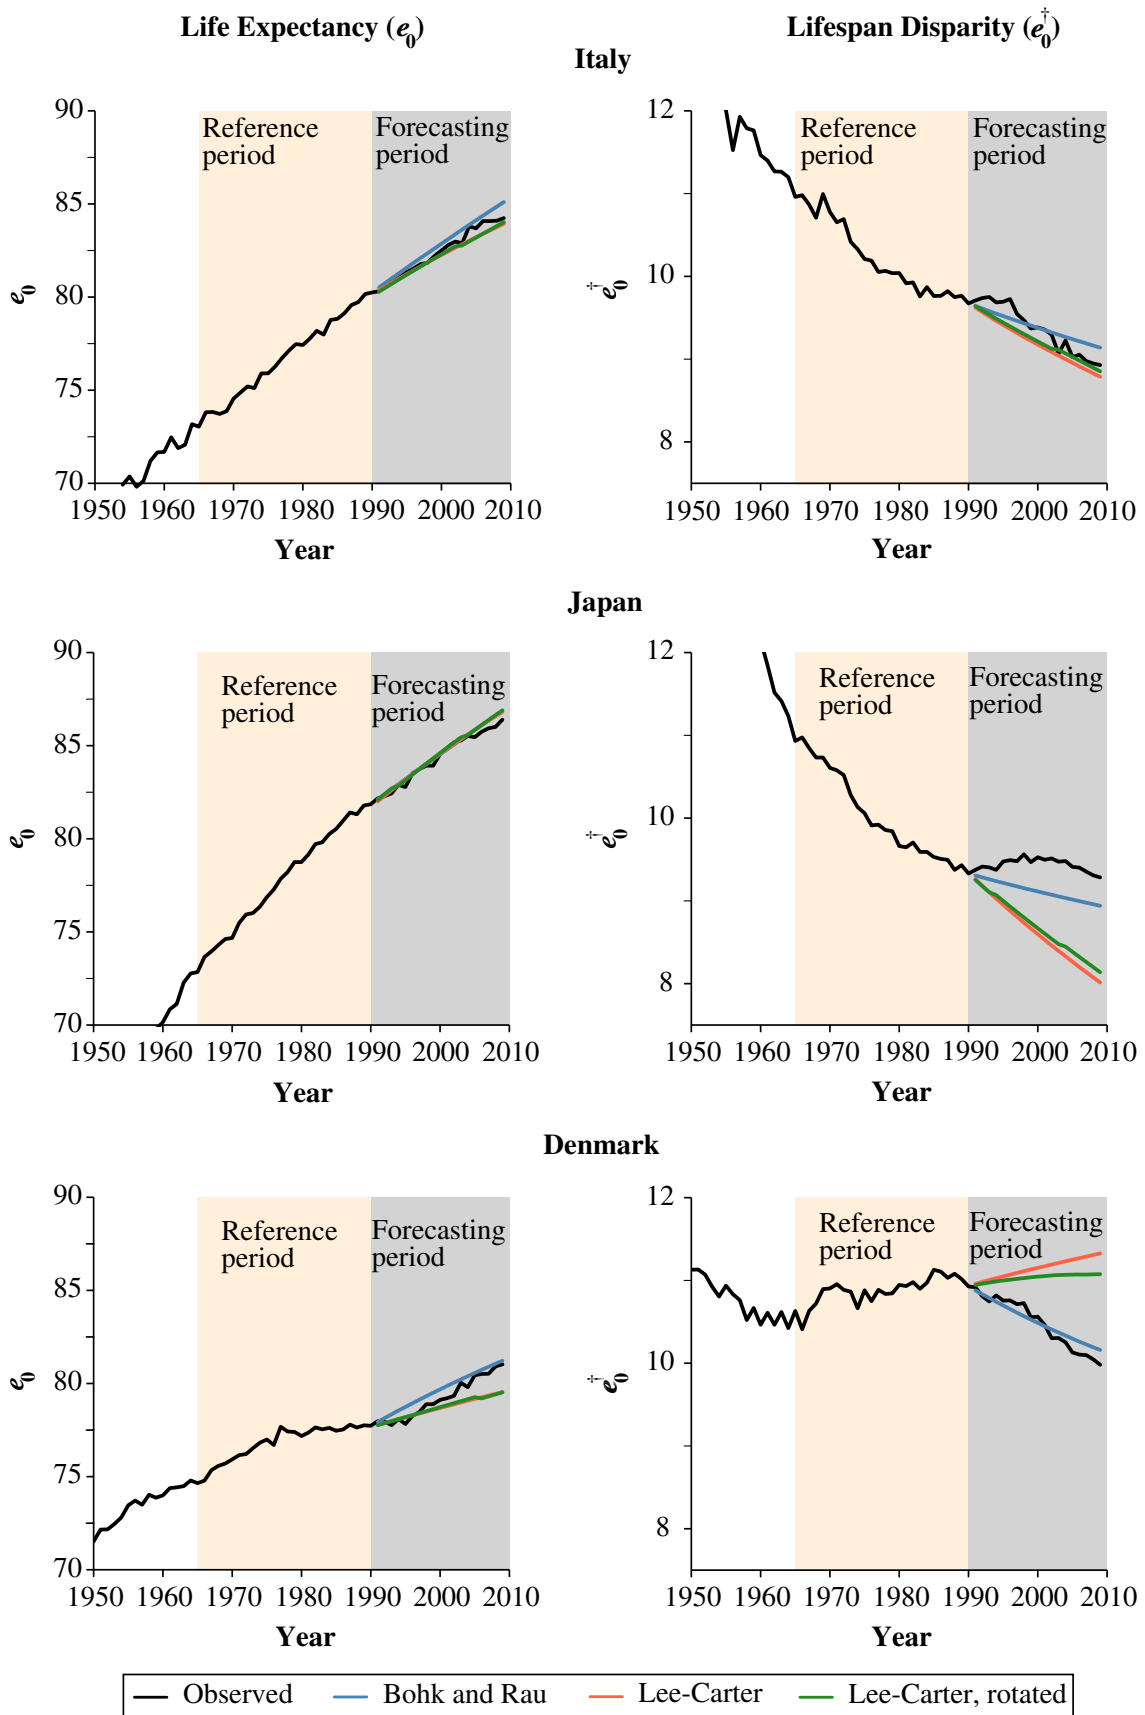 Life Expectancy (e0)
Lifespan Disparity (e0†)
Italy
90
85
80
75
70
e0
Reference
period
Forecasting
period
1950 1960 1970 1980 1990 2000 2010
Year
12
10
8
e0†
Reference
period
Forecasting
period
1950 1960 1970 1980 1990 2000 2010
Year
Japan
90
85
80
75
70
e0
Reference
period
Forecasting
period
1950 1960 1970 1980 1990 2000 2010
Year
12
10
8
e0†
Reference
period
Forecasting
period
1950 1960 1970 1980 1990 2000 2010
Year
Denmark
90
85
80
75
70
e0
Reference
period
Forecasting
period
1950 1960 1970 1980 1990 2000 2010
Year
12
10
8
e0†
Reference
period
Forecasting
period
1950 1960 1970 1980 1990 2000 2010
Year
Observed Bohk and Rau Lee-Carter Lee-Carter, rotated